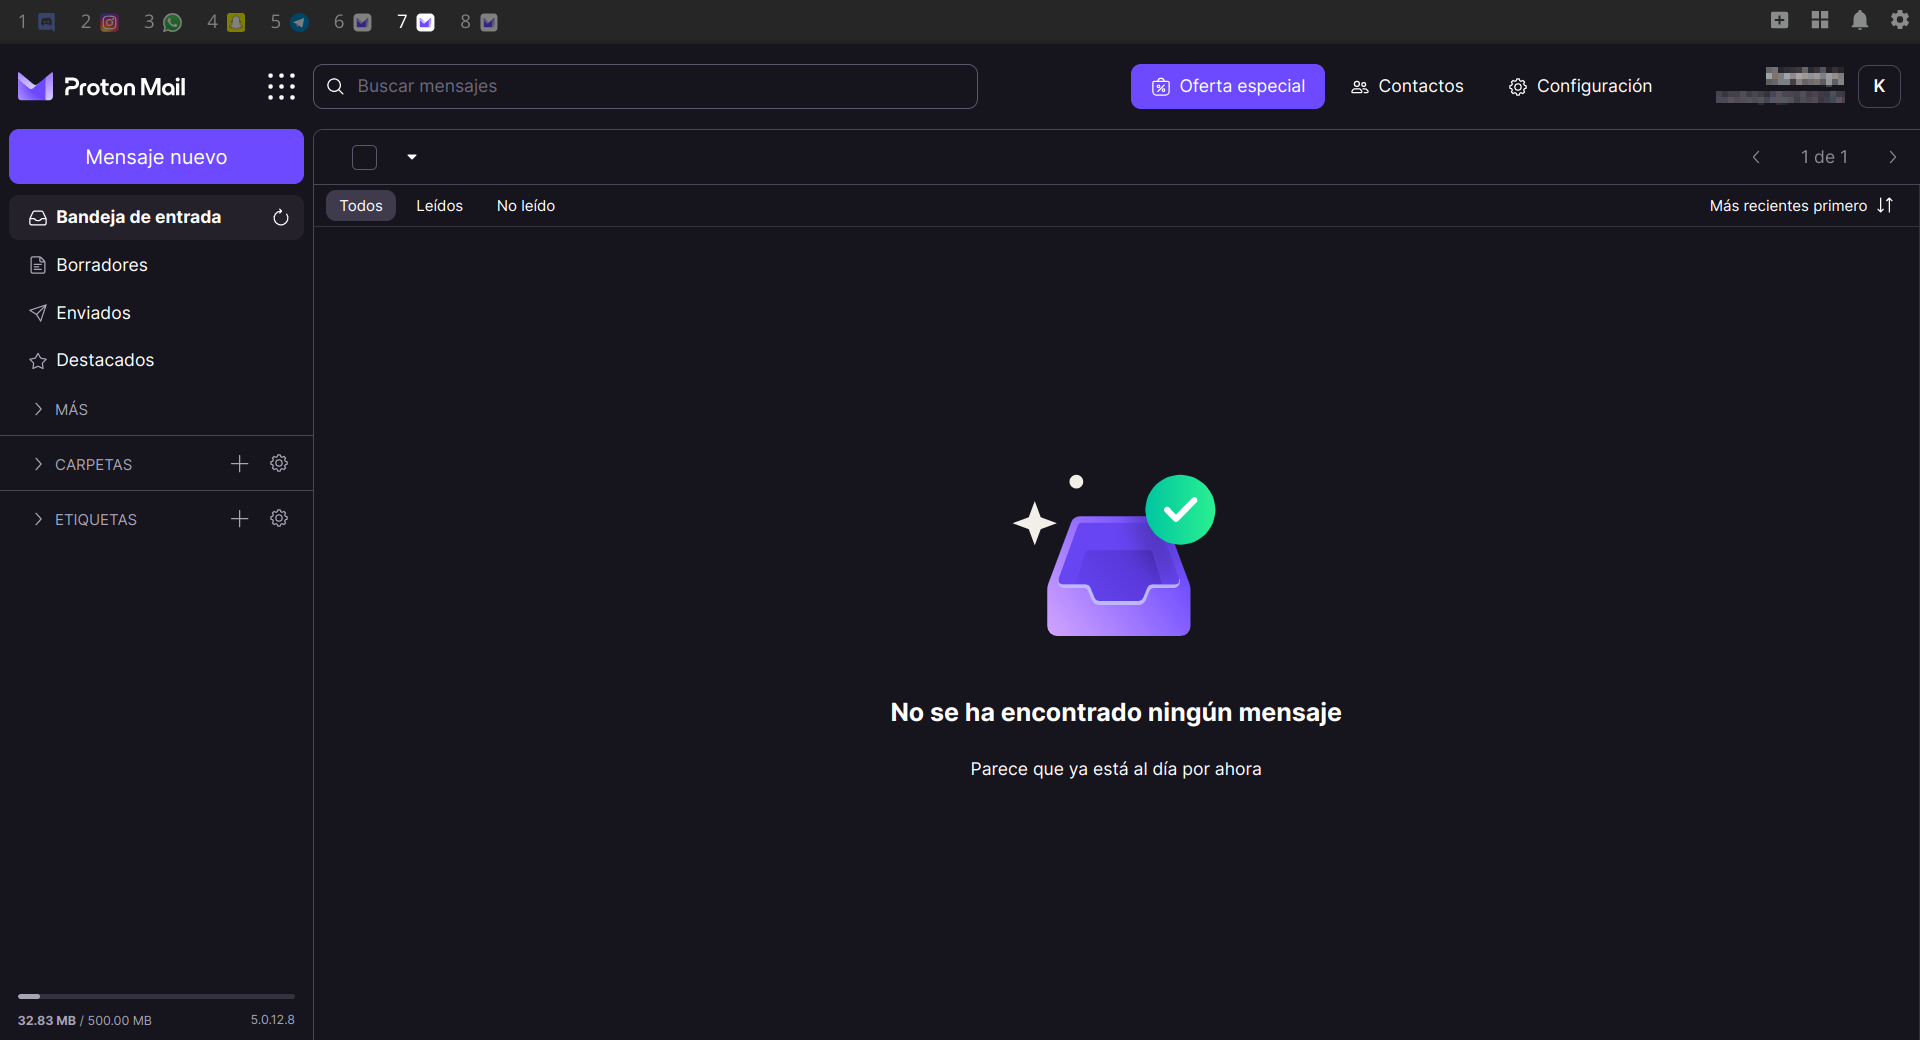 1 2 3 4 5 6 7 8
Proton Mail
Buscar mensajes
Oferta especial
Contactos
Configuración
K
Mensaje nuevo
1 de 1
Bandeja de entrada
Todos Leídos No leído
Más recientes primero
Borradores
Enviados
Destacados
MÁS
CARPETAS
ETIQUETAS
No se ha encontrado ningún mensaje
Parece que ya está al día por ahora
32.83 MB / 500.00 MB
5.0.12.8